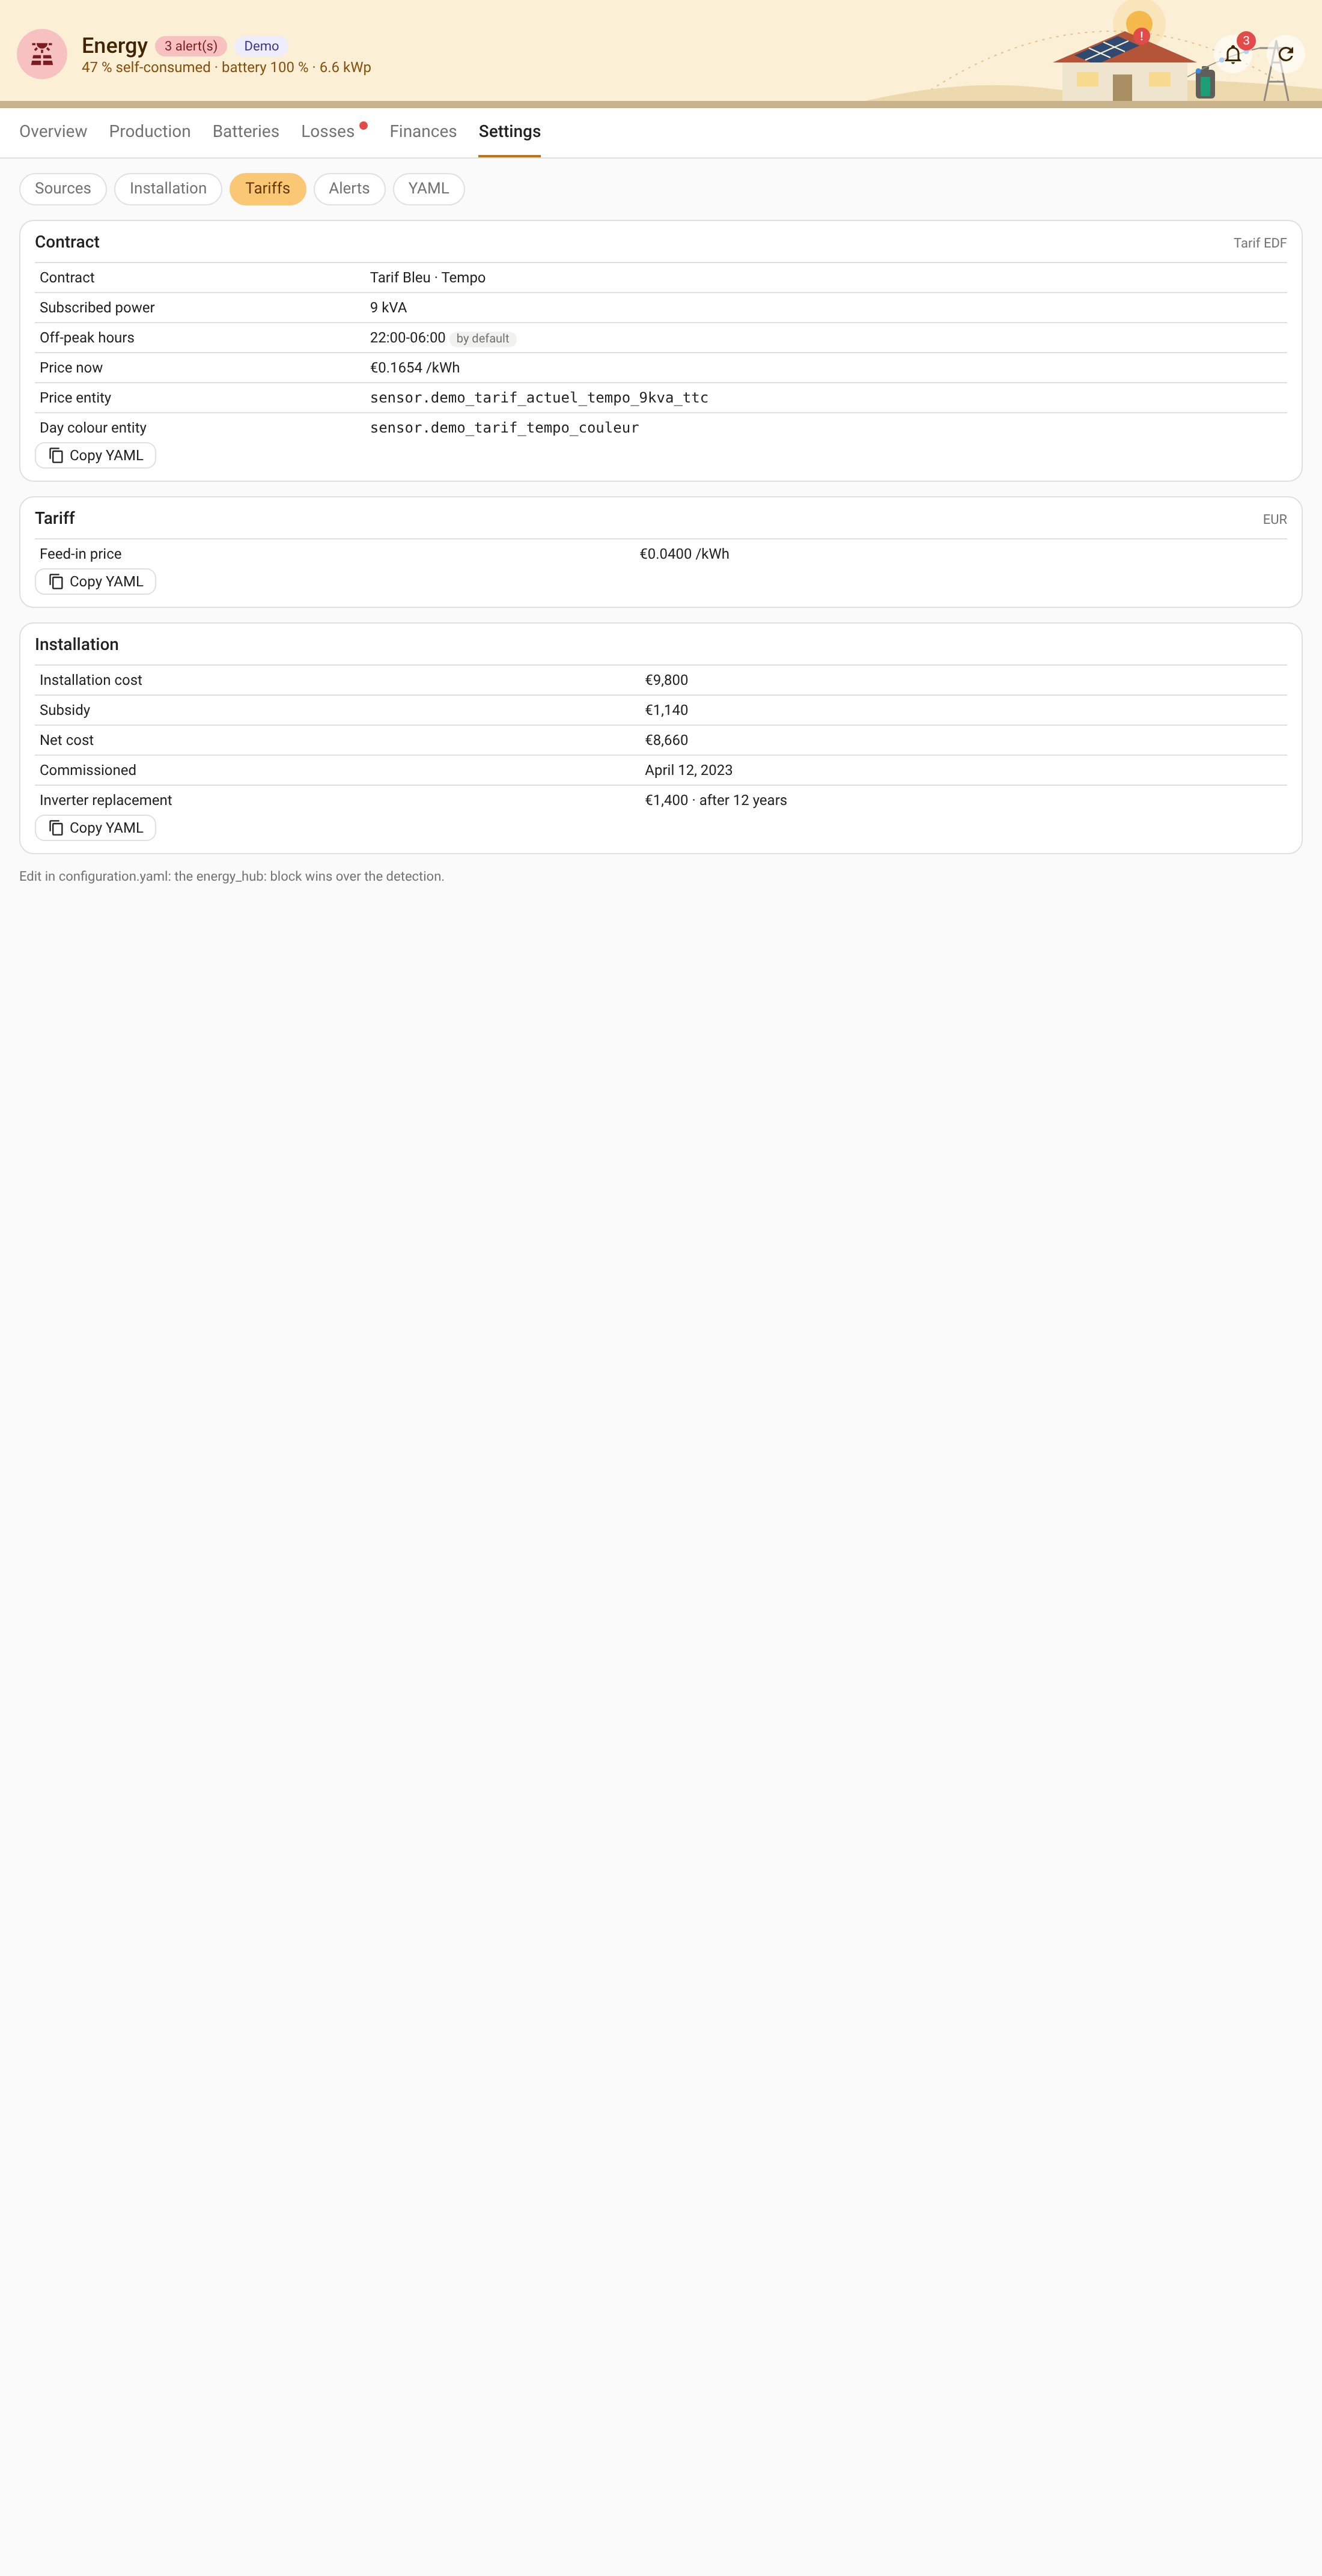 Energy 3 alert(s) Demo
47 % self-consumed · battery 100 % · 6.6 kWp
!
3
Overview Production Batteries Losses Finances Settings
Sources Installation Tariffs Alerts YAML
Contract Tarif EDF
Contract Tarif Bleu · Tempo
Subscribed power 9 kVA
Off-peak hours 22:00-06:00 by default
Price now €0.1654 /kWh
Price entity sensor.demo_tarif_actuel_tempo_9kva_ttc
Day colour entity sensor.demo_tarif_tempo_couleur
Copy YAML
Tariff EUR
Feed-in price €0.0400 /kWh
Copy YAML
Installation
Installation cost €9,800
Subsidy €1,140
Net cost €8,660
Commissioned April 12, 2023
Inverter replacement €1,400 · after 12 years
Copy YAML
Edit in configuration.yaml: the energy_hub: block wins over the detection.